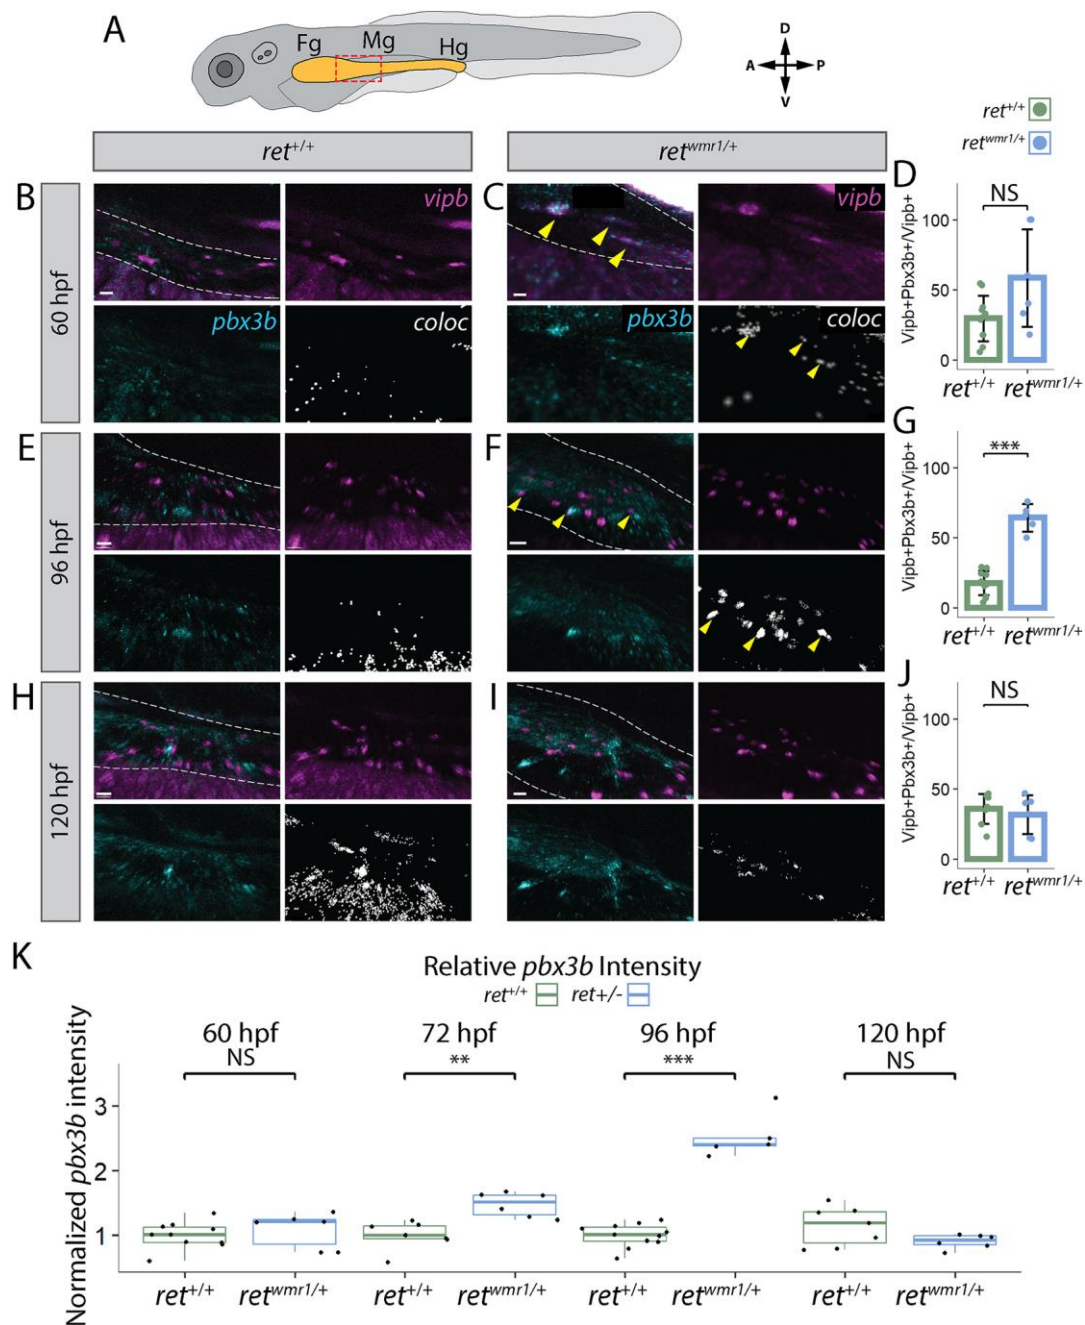 A
Fg
Mg
Hg
D
A
P
V
ret+/+
retwmr1/+
ret+/+
retwmr1/+
B
60 hpf
vipb
pbx3b
coloc
C
vipb
pbx3b
coloc
D
NS
Vipb+Pbx3b+/Vipb+
100
50
0
ret+/+
retwmr1/+
E
96 hpf
F
G
***
Vipb+Pbx3b+/Vipb+
100
50
0
ret+/+
retwmr1/+
H
120 hpf
I
J
NS
Vipb+Pbx3b+/Vipb+
100
50
0
ret+/+
retwmr1/+
K
Relative pbx3b Intensity
ret+/+ ret+/-
60 hpf 72 hpf 96 hpf 120 hpf
NS ** *** NS
Normalized pbx3b intensity
3
2
1
ret+/+ retwmr1/+ ret+/+ retwmr1/+ ret+/+ retwmr1/+ ret+/+ retwmr1/+